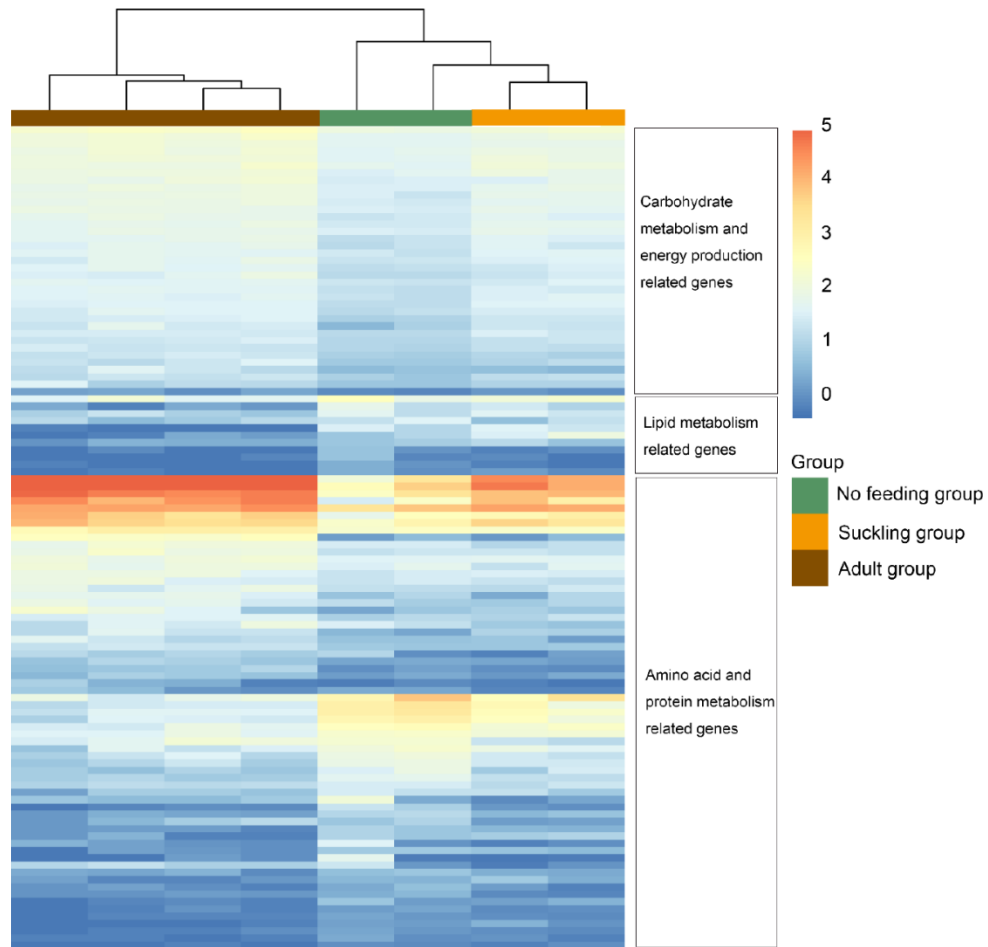 Carbohydrate
metabolism and
energy production
related genes
Lipid metabolism
related genes
Amino acid and
protein metabolism
related genes
5
4
3
2
1
0
Group
No feeding group
Suckling group
Adult group